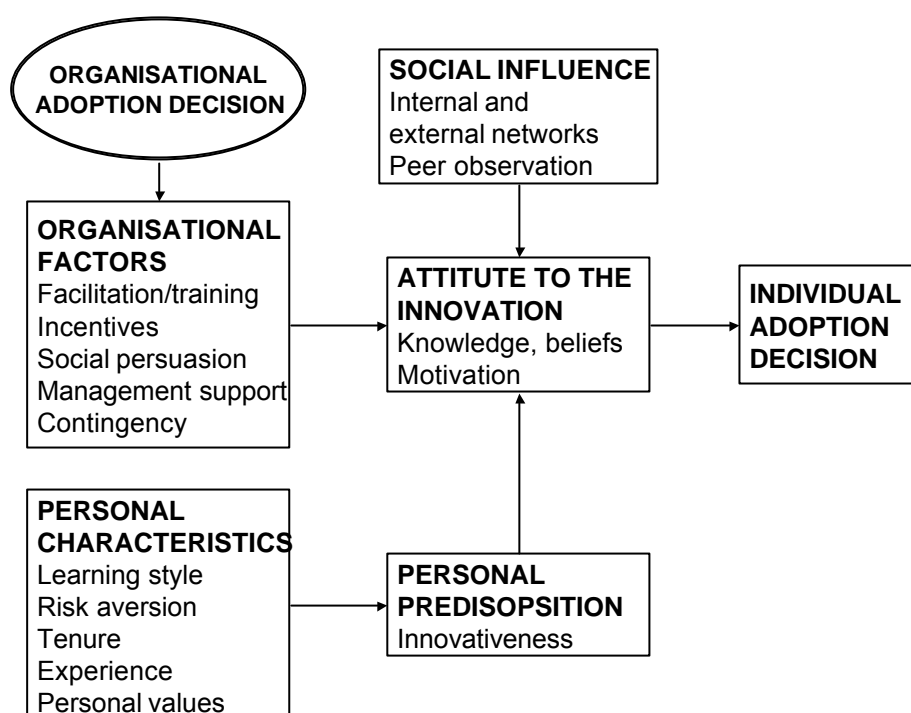 ORGANISATIONAL
ADOPTION DECISION
SOCIAL INFLUENCE
Internal and
external networks
Peer observation
ORGANISATIONAL
FACTORS
Facilitation/training
Incentives
Social persuasion
Management support
Contingency
ATTITUTE TO THE
INNOVATION
Knowledge, beliefs
Motivation
INDIVIDUAL
ADOPTION
DECISION
PERSONAL
CHARACTERISTICS
Learning style
Risk aversion
Tenure
Experience
Personal values
PERSONAL
PREDISOPSITION
Innovativeness